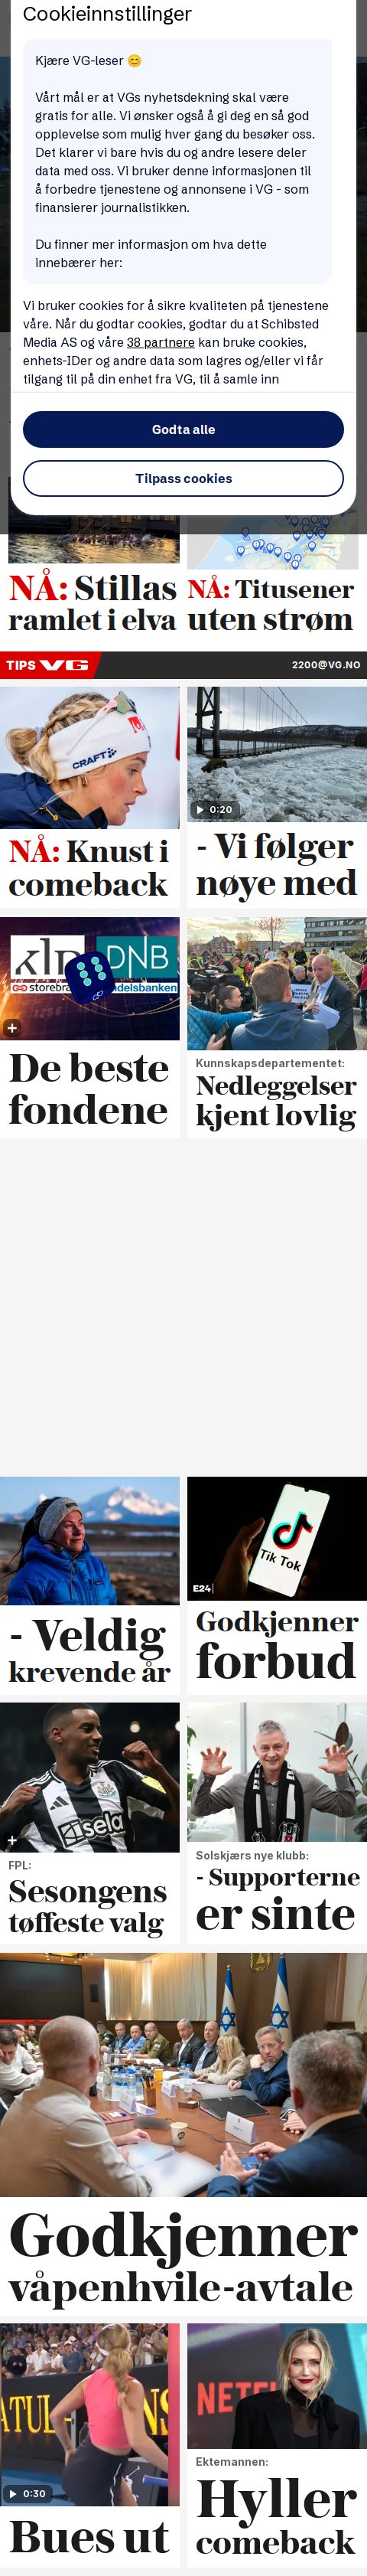 Cookieinnstillinger
Kjære VG-leser 😊
Vårt mål er at VGs nyhetsdekning skal være
gratis for alle. Vi ønsker også å gi deg en så god
opplevelse som mulig hver gang du besøker oss.
Det klarer vi bare hvis du og andre lesere deler
data med oss. Vi bruker denne informasjonen til
å forbedre tjenestene og annonsene i VG - som
finansierer journalistikken.
Du finner mer informasjon om hva dette
innebærer her:
Vi bruker cookies for å sikre kvaliteten på tjenestene
våre. Når du godtar cookies, godtar du at Schibsted
Media AS og våre 38 partnere kan bruke cookies,
enhets-IDer og andre data som lagres og/eller vi får
tilgang til på din enhet fra VG, til å samle inn
Godta alle
Tilpass cookies
NÅ: Stillas
ramlet i elva
NÅ: Titusener
uten strøm
TIPS VG 2200@VG.NO
CRAFT
NÅ: Knust i
comeback
0:20
- Vi følger
nøye med
klp DNB
storebra
ndelsbanken
De beste
fondene
Kunnskapsdepartementet:
Nedleggelser
kjent lovlig
- Veldig
krevende år
Tik Tok
E24
Godkjenner
forbud
sela
FPL:
Sesongens
tøffeste valg
Solskjærs nye klubb:
- Supporterne
er sinte
Godkjenner
våpenhvile-avtale
0:30
Bues ut
NETF
Ektemannen:
Hyller
comeback